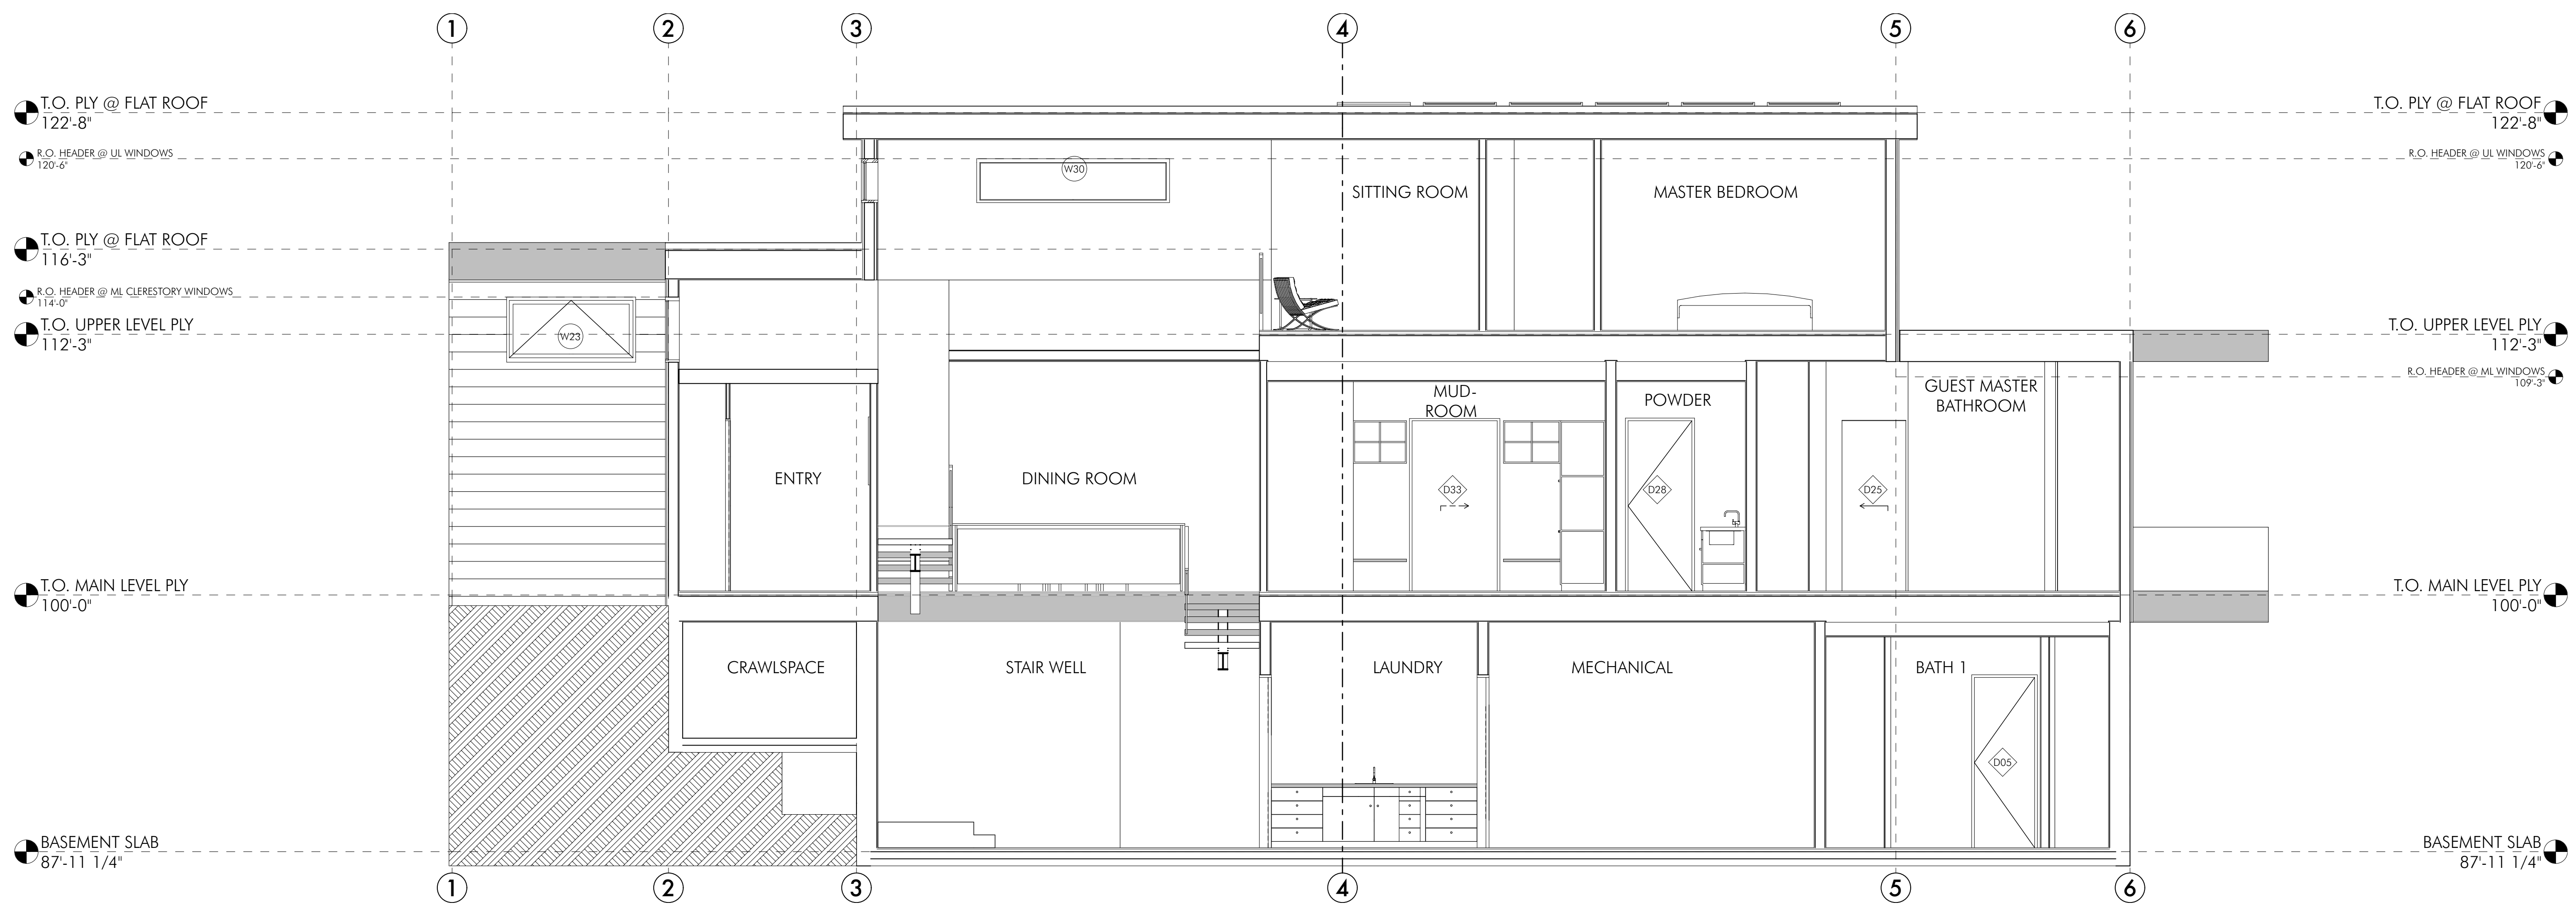 1 2 3 4 5 6
T.O. PLY @ FLAT ROOF
122'-8"
T.O. PLY @ FLAT ROOF
122'-8"
R.O. HEADER @ UL WINDOWS
120'-6"
R.O. HEADER @ UL WINDOWS
120'-6"
W30
SITTING ROOM
MASTER BEDROOM
T.O. PLY @ FLAT ROOF
116'-3"
R.O. HEADER @ ML CLERESTORY WINDOWS
114'-0"
T.O. UPPER LEVEL PLY
112'-3"
W23
T.O. UPPER LEVEL PLY
112'-3"
R.O. HEADER @ ML WINDOWS
109'-3"
MUD-
ROOM
POWDER
GUEST MASTER
BATHROOM
ENTRY
DINING ROOM
D33
D28
D25
T.O. MAIN LEVEL PLY
100'-0"
T.O. MAIN LEVEL PLY
100'-0"
CRAWLSPACE
STAIR WELL
LAUNDRY
MECHANICAL
BATH 1
D05
BASEMENT SLAB
87'-11 1/4"
BASEMENT SLAB
87'-11 1/4"
1 2 3 4 5 6